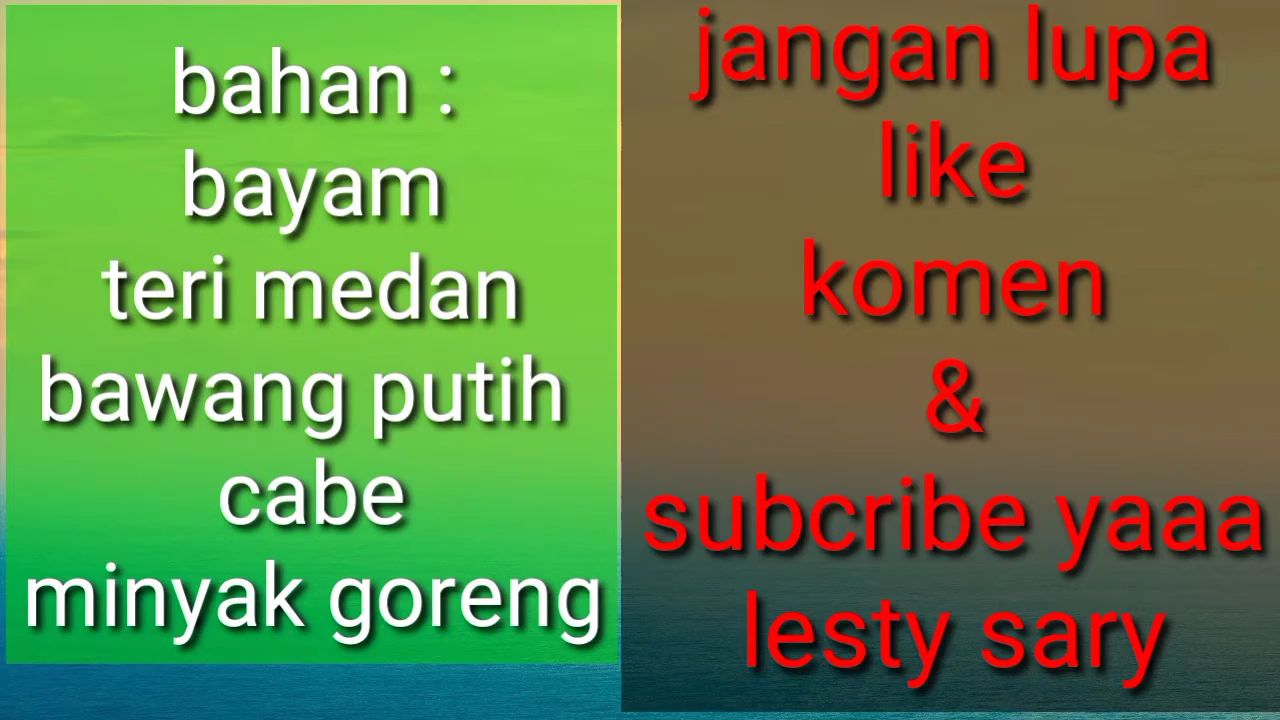 bahan :
bayam
teri medan
bawang putih
cabe
minyak goreng
jangan lupa
like
komen
&
subcribe yaaa
lesty sary